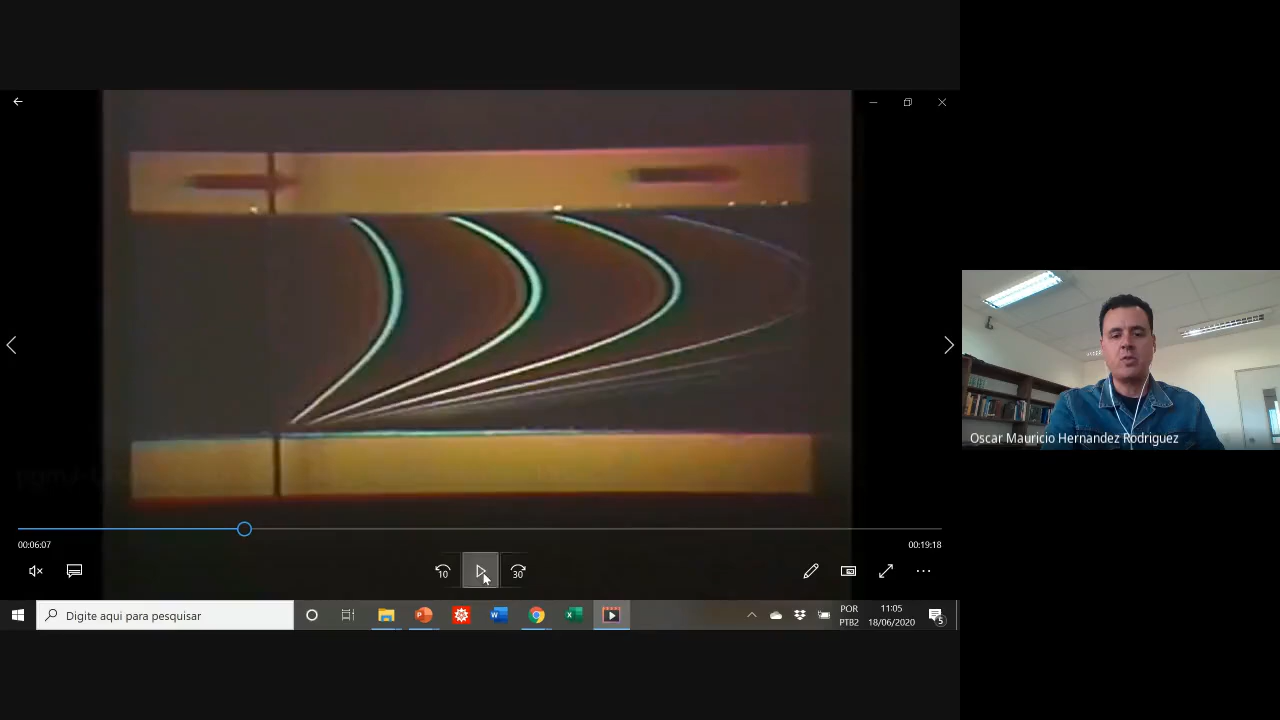 00:06:07
00:19:18
10
30
Digite aqui para pesquisar
POR
PTB2
11:05
18/06/2020
5
Oscar Mauricio Hernandez Rodriguez